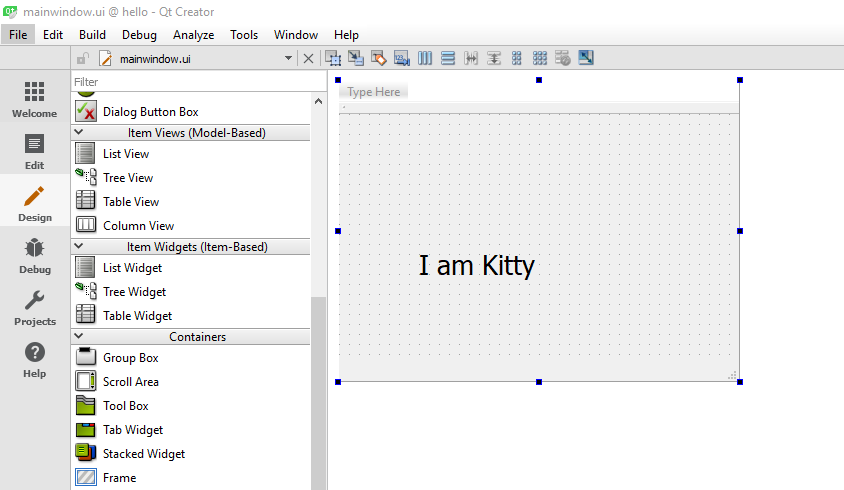 mainwindow.ui @ hello - Qt Creator
File Edit Build Debug Analyze Tools Window Help
mainwindow.ui
Welcome
Edit
Design
Debug
Projects
Help
Filter
Dialog Button Box
Item Views (Model-Based)
List View
Tree View
Table View
Column View
Item Widgets (Item-Based)
List Widget
Tree Widget
Table Widget
Containers
Group Box
Scroll Area
Tool Box
Tab Widget
Stacked Widget
Frame
Type Here
I am Kitty